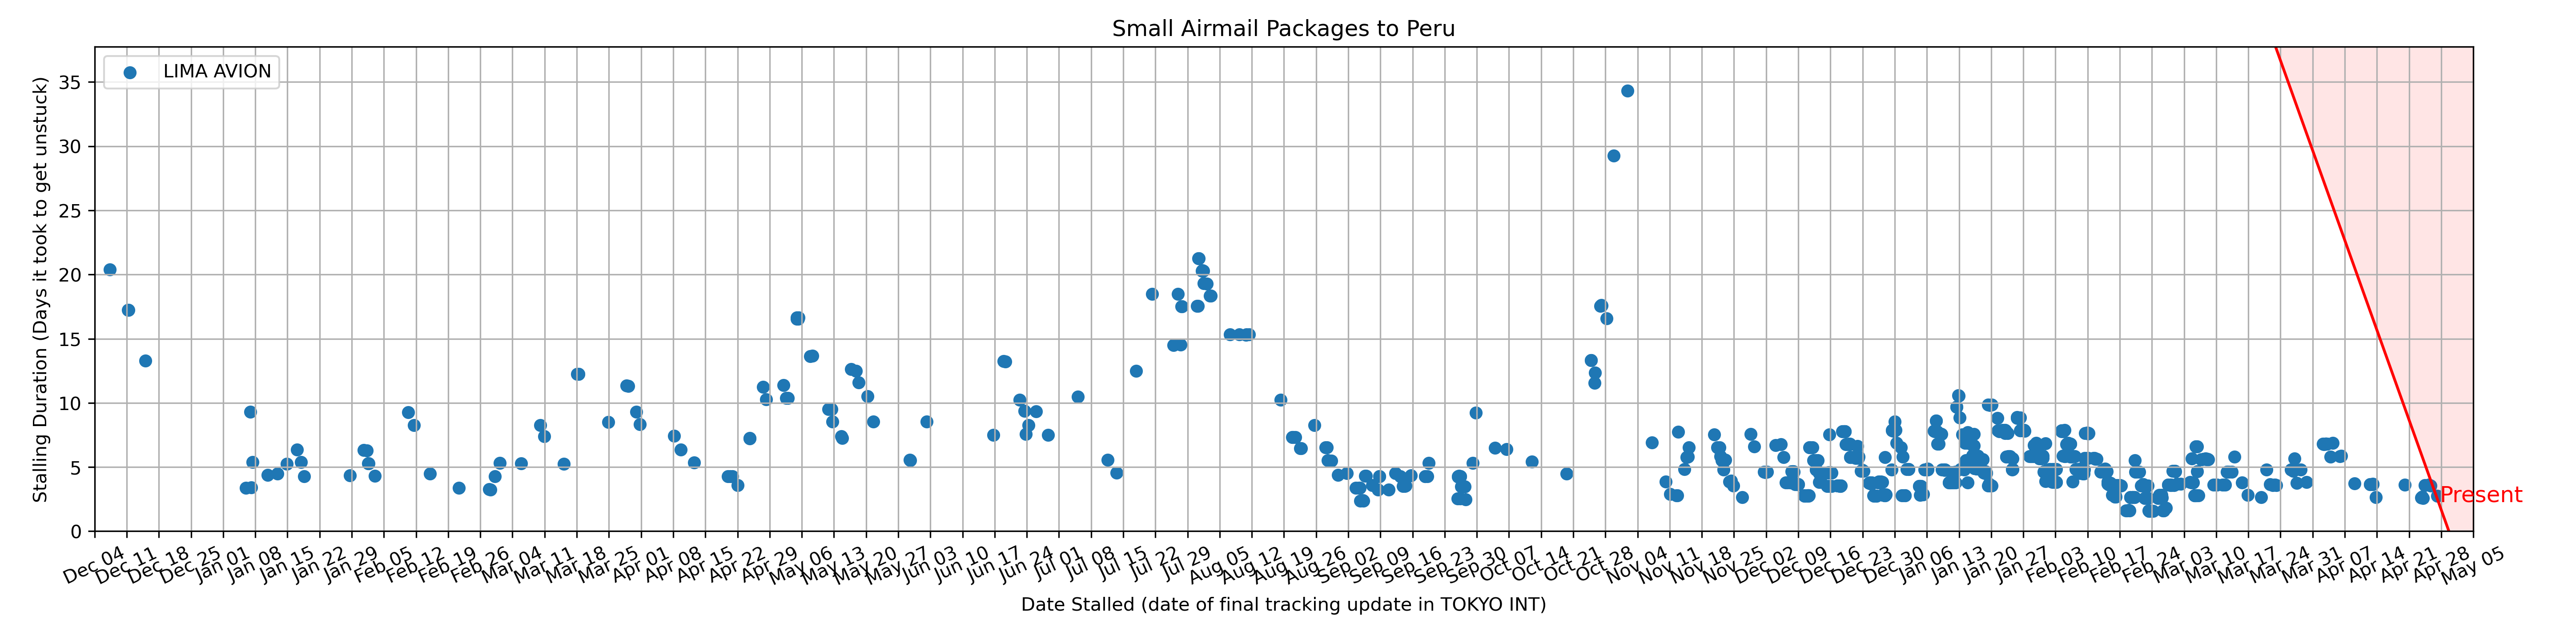 Small Airmail Packages to Peru
LIMA AVION
Stalling Duration (Days it took to get unstuck)
35
30
25
20
15
10
5
0
Present
Dec 04 Dec 11 Dec 18 Dec 25 Jan 01 Jan 08 Jan 15 Jan 22 Jan 29 Feb 05 Feb 12 Feb 19 Feb 26 Mar 04 Mar 11 Mar 18 Mar 25 Apr 01 Apr 08 Apr 15 Apr 22 Apr 29 May 06 May 13 May 20 May 27 Jun 03 Jun 10 Jun 17 Jun 24 Jul 01 Jul 08 Jul 15 Jul 22 Jul 29 Aug 05 Aug 12 Aug 19 Aug 26 Sep 02 Sep 09 Sep 16 Sep 23 Sep 30 Oct 07 Oct 14 Oct 21 Oct 28 Nov 04 Nov 11 Nov 18 Nov 25 Dec 02 Dec 09 Dec 16 Dec 23 Dec 30 Jan 06 Jan 13 Jan 20 Jan 27 Feb 03 Feb 10 Feb 17 Feb 24 Mar 03 Mar 10 Mar 17 Mar 24 Mar 31 Apr 07 Apr 14 Apr 21 Apr 28 May 05
Date Stalled (date of final tracking update in TOKYO INT)